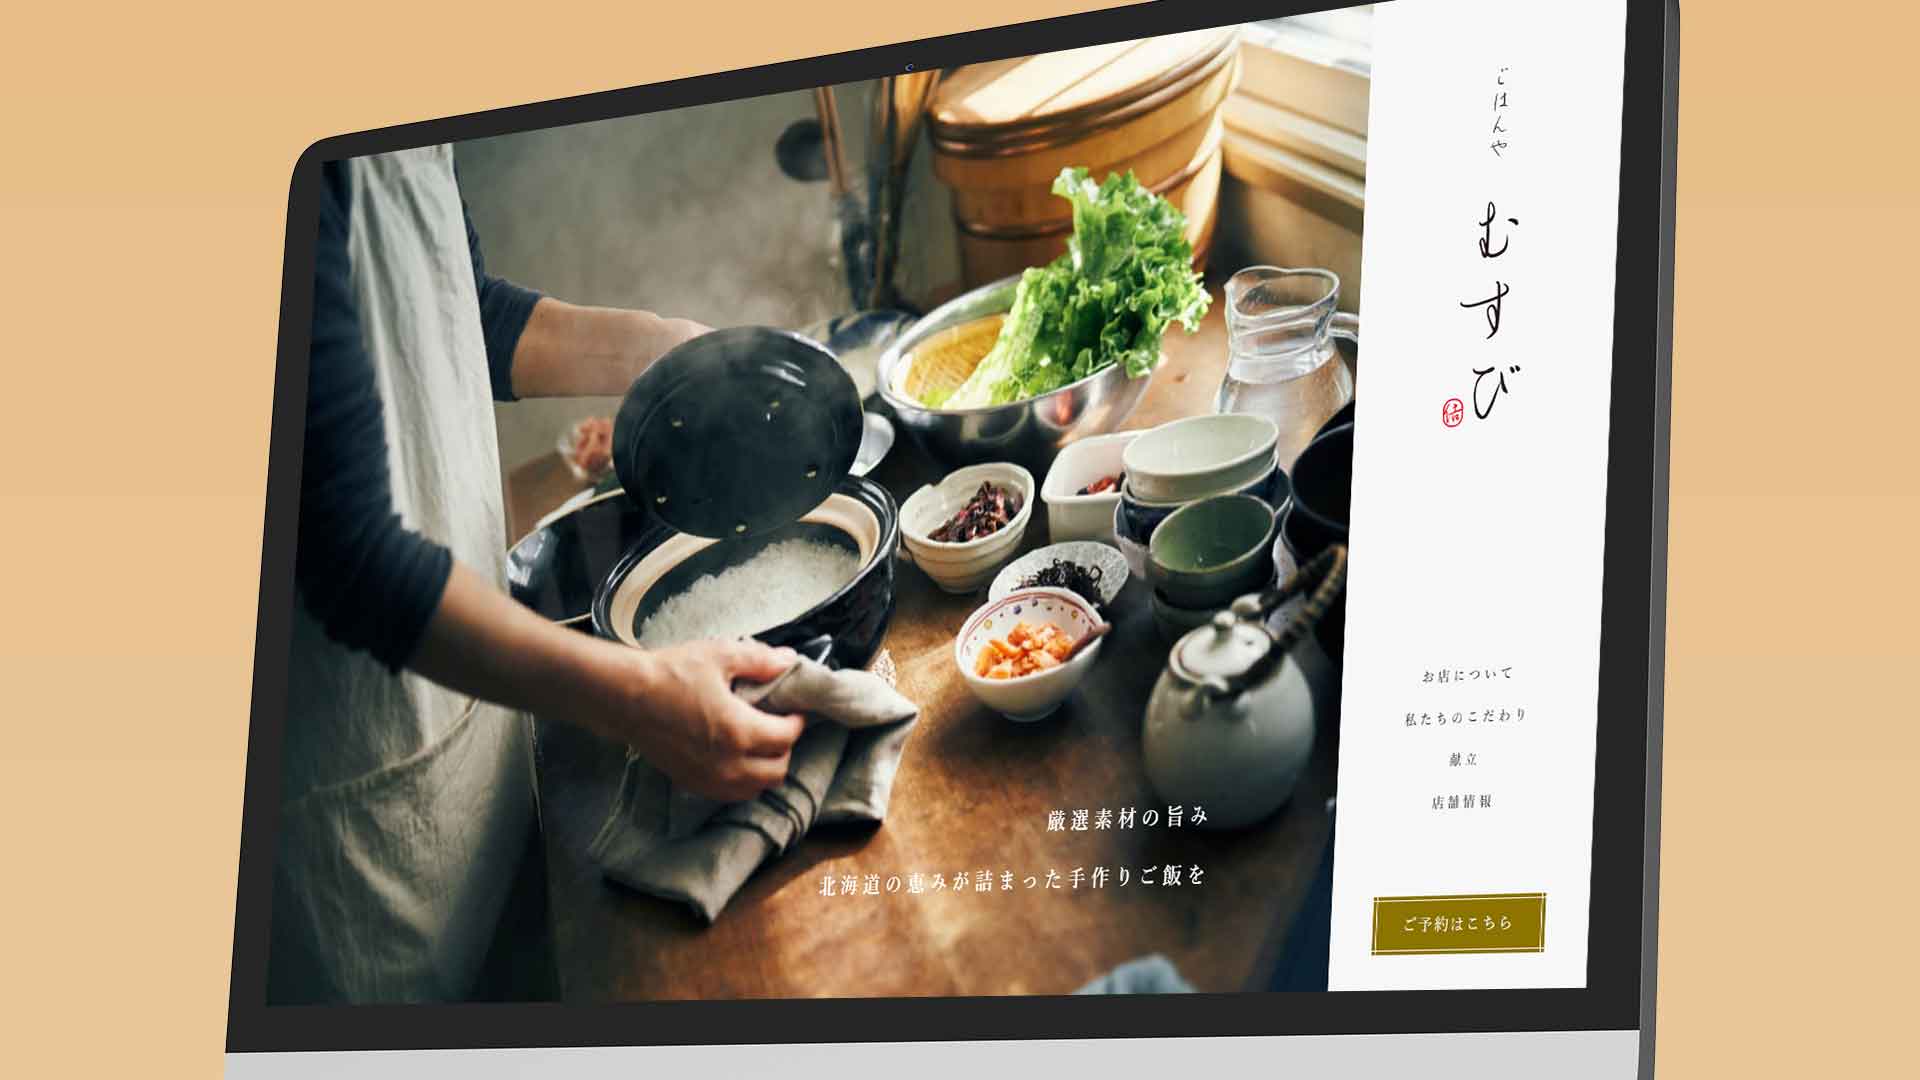 ごはんや
むすび
お店について
私たちのこだわり
献立
店舗情報
ご予約はこちら
厳選素材の旨み
北海道の恵みが詰まった手作りご飯を